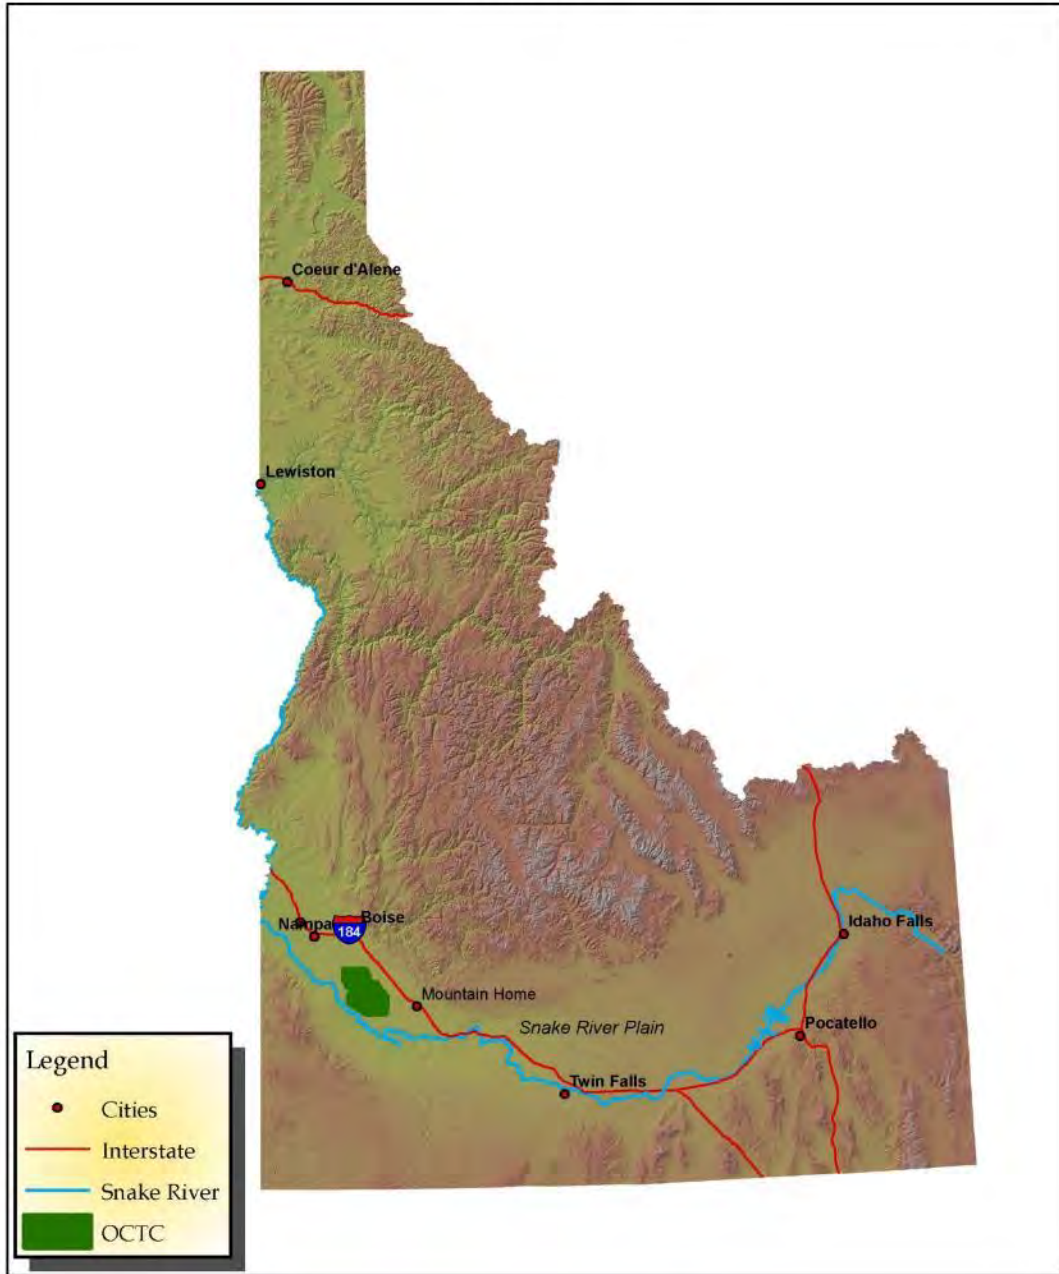 Coeur d'Alene
Lewiston
Nampa
Boise
184
Idaho Falls
Mountain Home
Snake River Plain
Pocatello
Twin Falls
Legend
Cities
Interstate
Snake River
OCTC